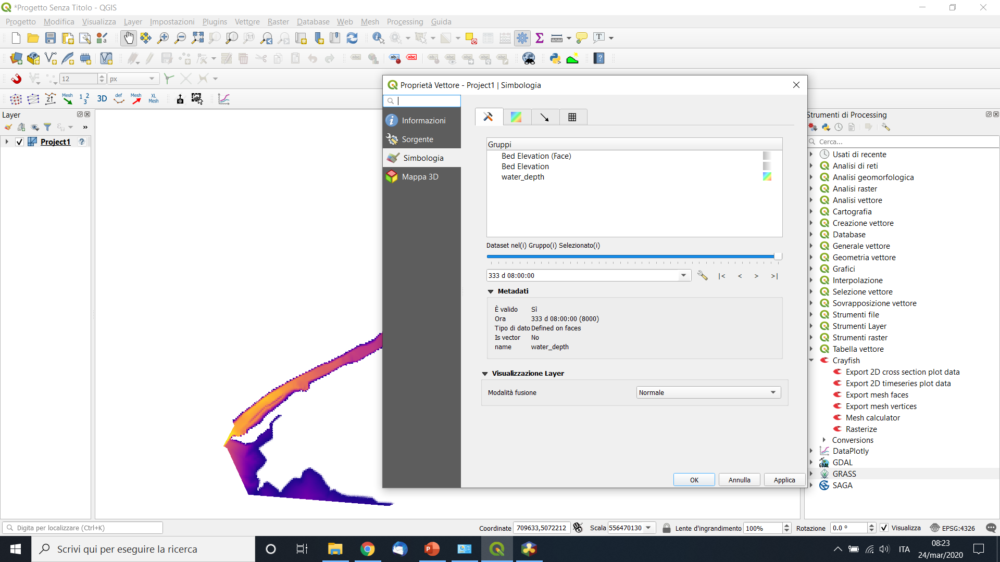 *Progetto Senza Titolo - QGIS
Progetto Modifica Visualizza Layer Impostazioni Plugins Vettore Raster Database Web Mesh Processing Guida
12 px
Mesh 1 2 3 3D def Mesh XL Mesh
Layer
Project1
Proprietà Vettore - Project1 | Simbologia
Informazioni
Sorgente
Simbologia
Mappa 3D
Gruppi
Bed Elevation (Face)
Bed Elevation
water_depth
Dataset nel(i) Gruppo(i) Selezionato(i)
333 d 08:00:00 |< < > >|
Metadati
È valido Sì
Ora 333 d 08:00:00 (8000)
Tipo di dato Defined on faces
Is vector No
name water_depth
Visualizzazione Layer
Modalità fusione Normale
OK Annulla Applica
Strumenti di Processing
Cerca...
Usati di recente
Analisi di reti
Analisi geomorfologica
Analisi raster
Analisi vettore
Cartografia
Creazione vettore
Database
Generale vettore
Geometria vettore
Grafici
Interpolazione
Selezione vettore
Sovrapposizione vettore
Strumenti file
Strumenti Layer
Strumenti raster
Tabella vettore
Crayfish
Export 2D cross section plot data
Export 2D timeseries plot data
Export mesh faces
Export mesh vertices
Mesh calculator
Rasterize
Conversions
DataPlotly
GDAL
GRASS
SAGA
Digita per localizzare (Ctrl+K) Coordinate 709633,5072212 Scala 556470130 Lente d'ingrandimento 100% Rotazione 0.0 ° Visualizza EPSG:4326
Scrivi qui per eseguire la ricerca ITA 08:23
24/mar/2020